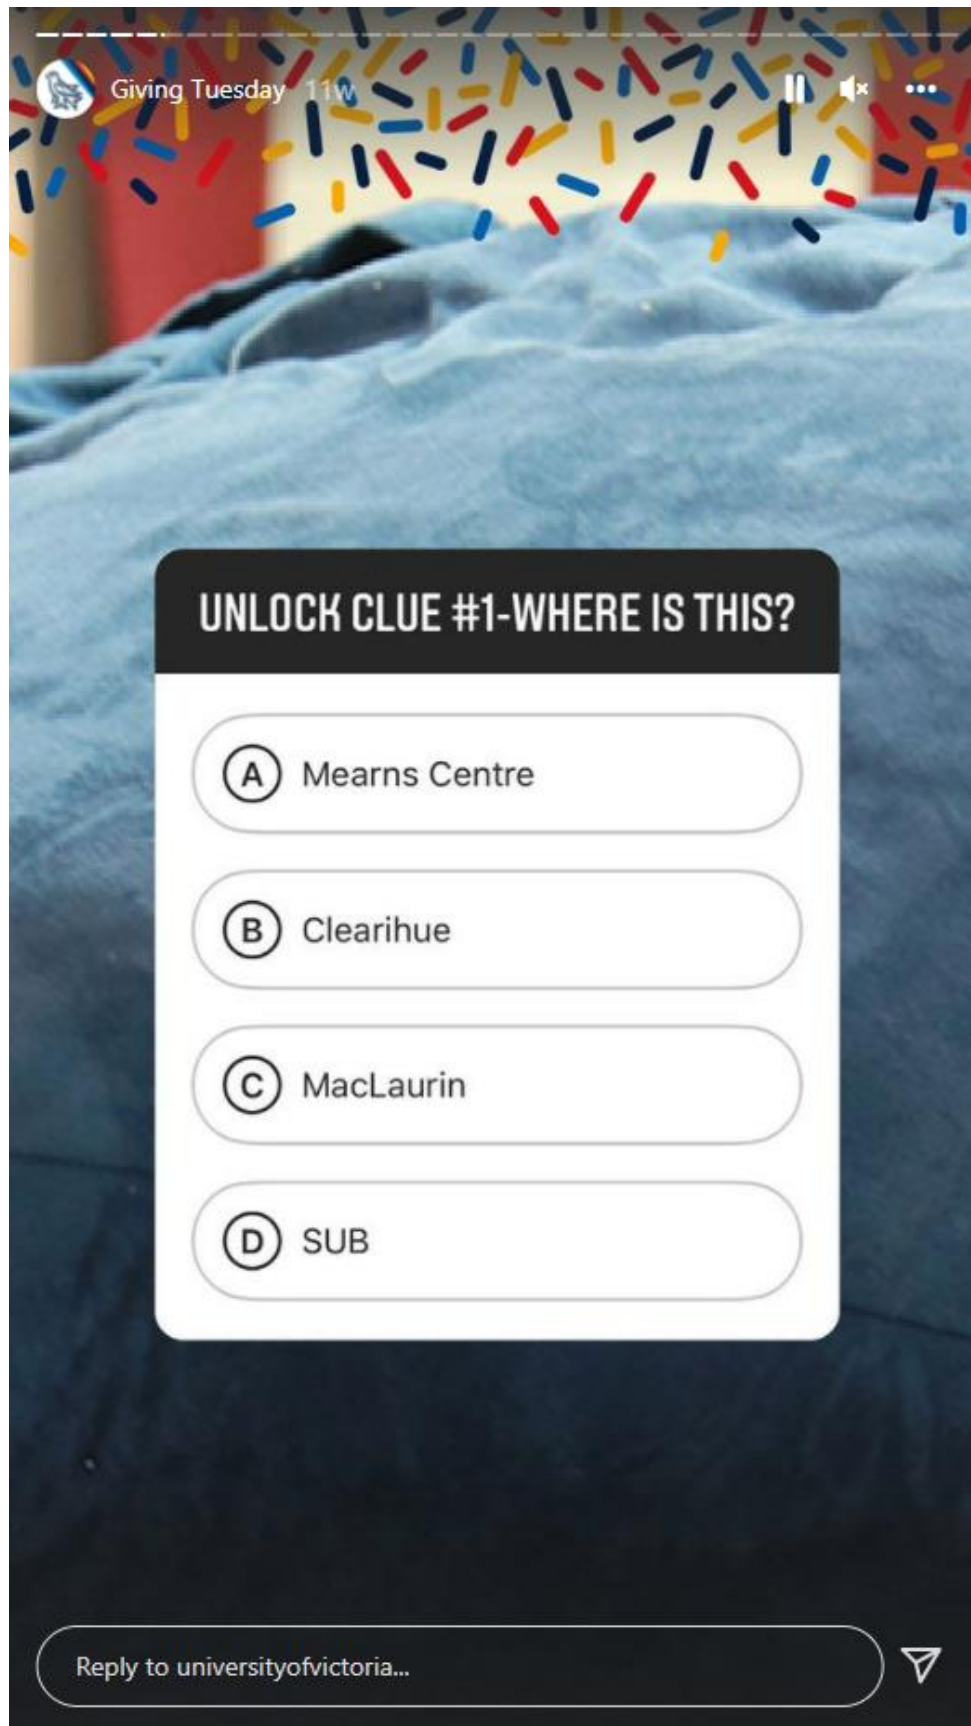 Giving Tuesday 11w
UNLOCK CLUE #1-WHERE IS THIS?
A Mearns Centre
B Clearihue
C MacLaurin
D SUB
Reply to universityofvictoria...